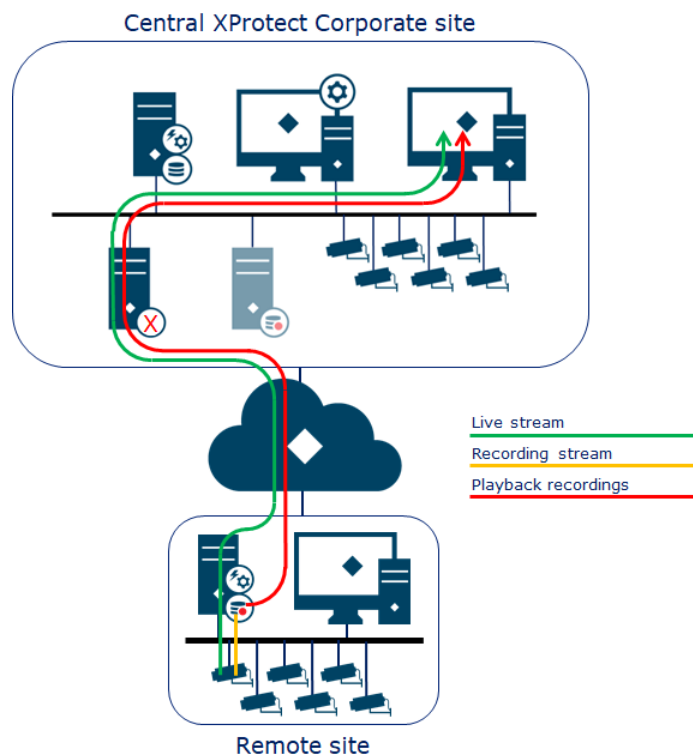 Central XProtect Corporate site
X
Live stream
Recording stream
Playback recordings
Remote site